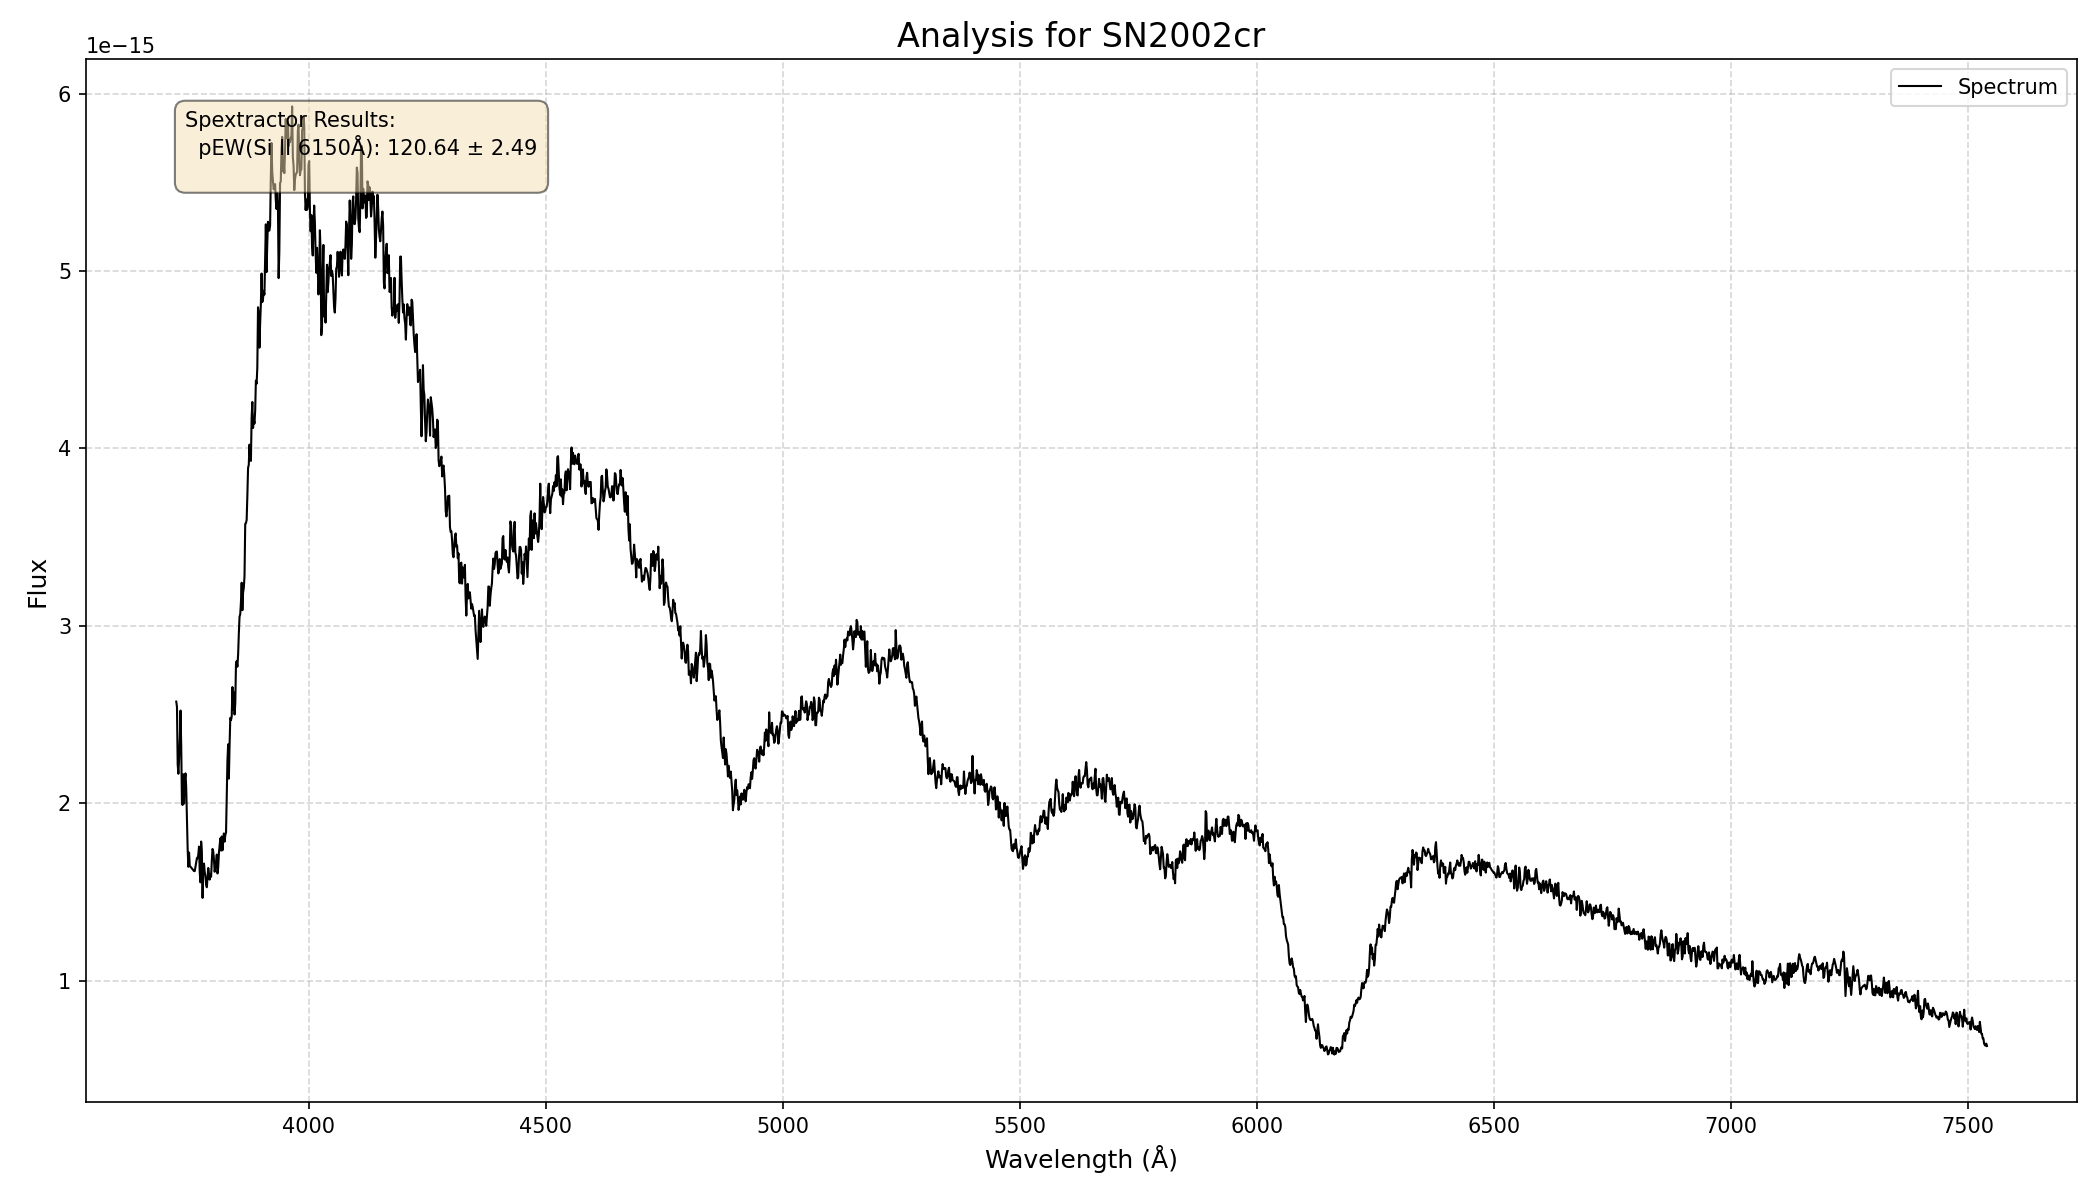 Analysis for SN2002cr
1e−15
Spectrum
Spextractor Results:
pEW(Si II 6150Å): 120.64 ± 2.49
6
5
4
3
2
1
Flux
4000 4500 5000 5500 6000 6500 7000 7500
Wavelength (Å)